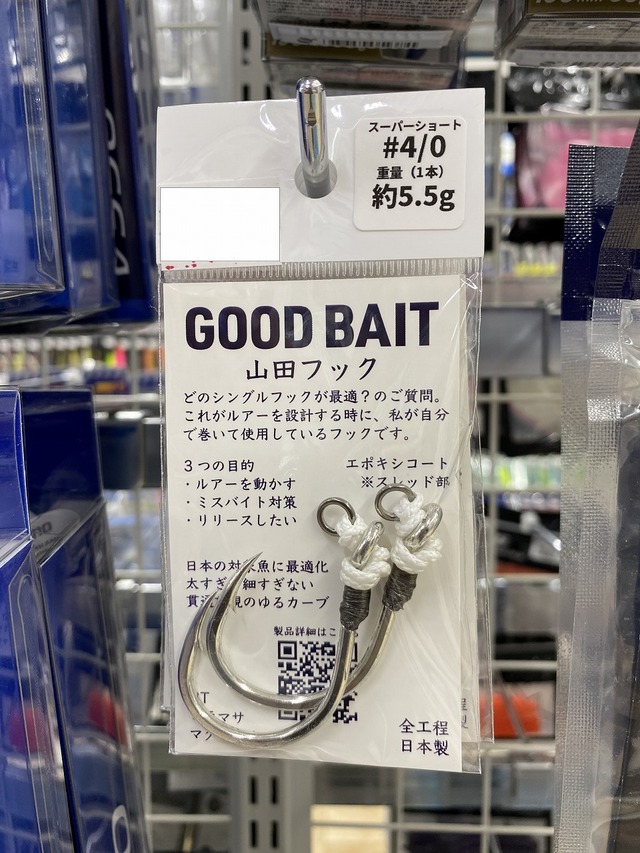 スーパーショート
#4/0
重量（1本）
約5.5g
GOOD BAIT
山田フック
どのシングルフックが最適？のご質問。
これがルアーを設計する時に、私が自分
で巻いて使用しているフックです。
３つの目的
・ルアーを動かす
・ミスバイト対策
・リリースしたい
エポキシコート
※スレッド部
日本の対 魚に最適化
太すぎ 細すぎない
貫 のゆるカーブ
製品詳細はこ
マサ
マグ
全工程
日本製